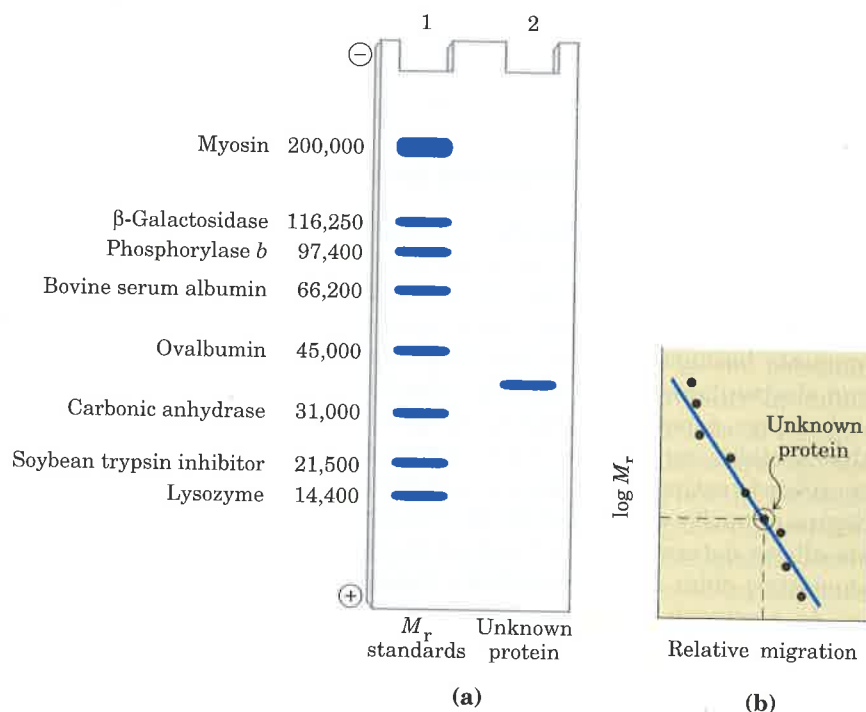 1 2
Myosin 200,000
β-Galactosidase 116,250
Phosphorylase b 97,400
Bovine serum albumin 66,200
Ovalbumin 45,000
Carbonic anhydrase 31,000
Soybean trypsin inhibitor 21,500
Lysozyme 14,400
Mr
standards
Unknown
protein
(a)
Unknown
protein
log Mr
Relative migration
(b)